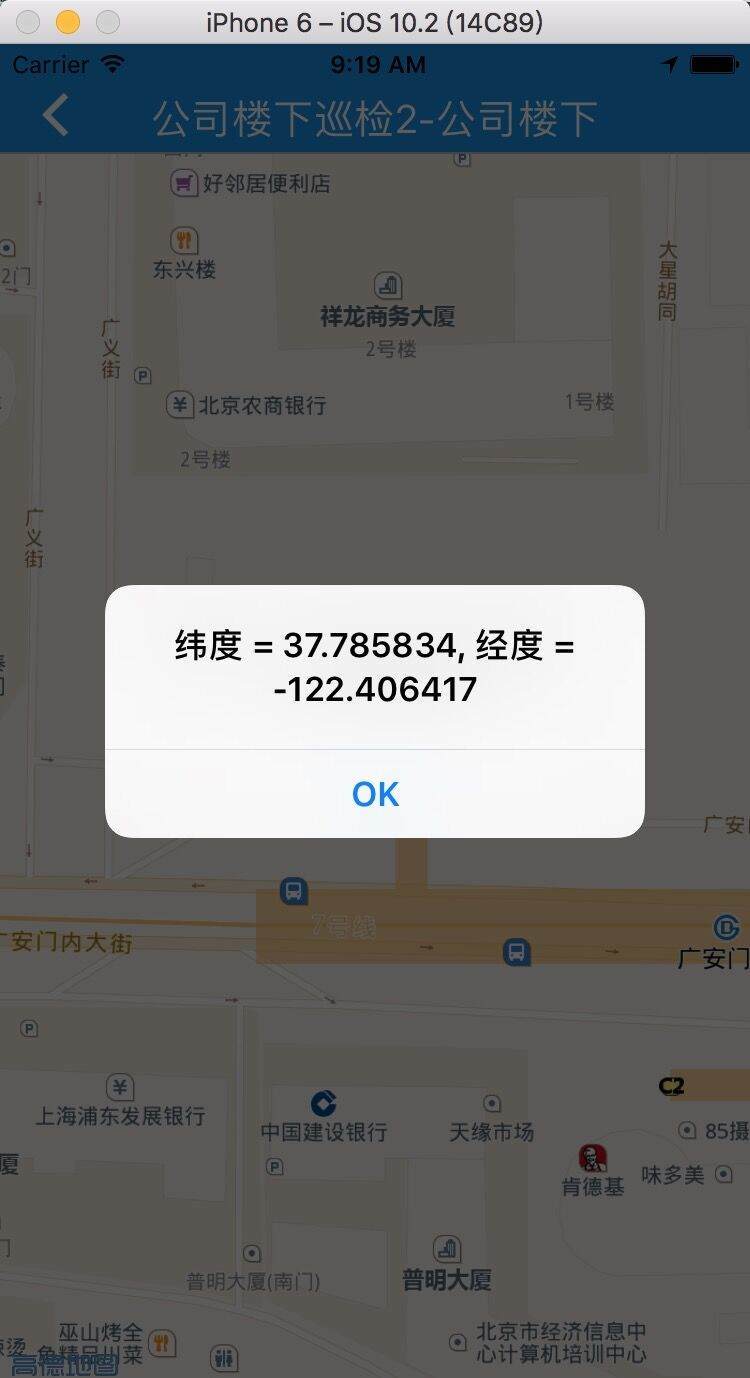 iPhone 6 – iOS 10.2 (14C89)
Carrier
9:19 AM
公司楼下巡检2-公司楼下
P
好邻居便利店
东兴楼
2门
大星胡同
祥龙商务大厦
2号楼
广义街
P
北京农商银行
1号楼
2号楼
广义街
纬度 = 37.785834, 经度 =
-122.406417
OK
广安
7号线
广安门内大街
广安门
P
C2
上海浦东发展银行
中国建设银行
天缘市场
85摄
P
厦
肯德基
味多美
普明大厦(南门)
普明大厦
巫山烤全
鱼精品川菜
北京市经济信息中
心计算机培训中心
烫
高德地图